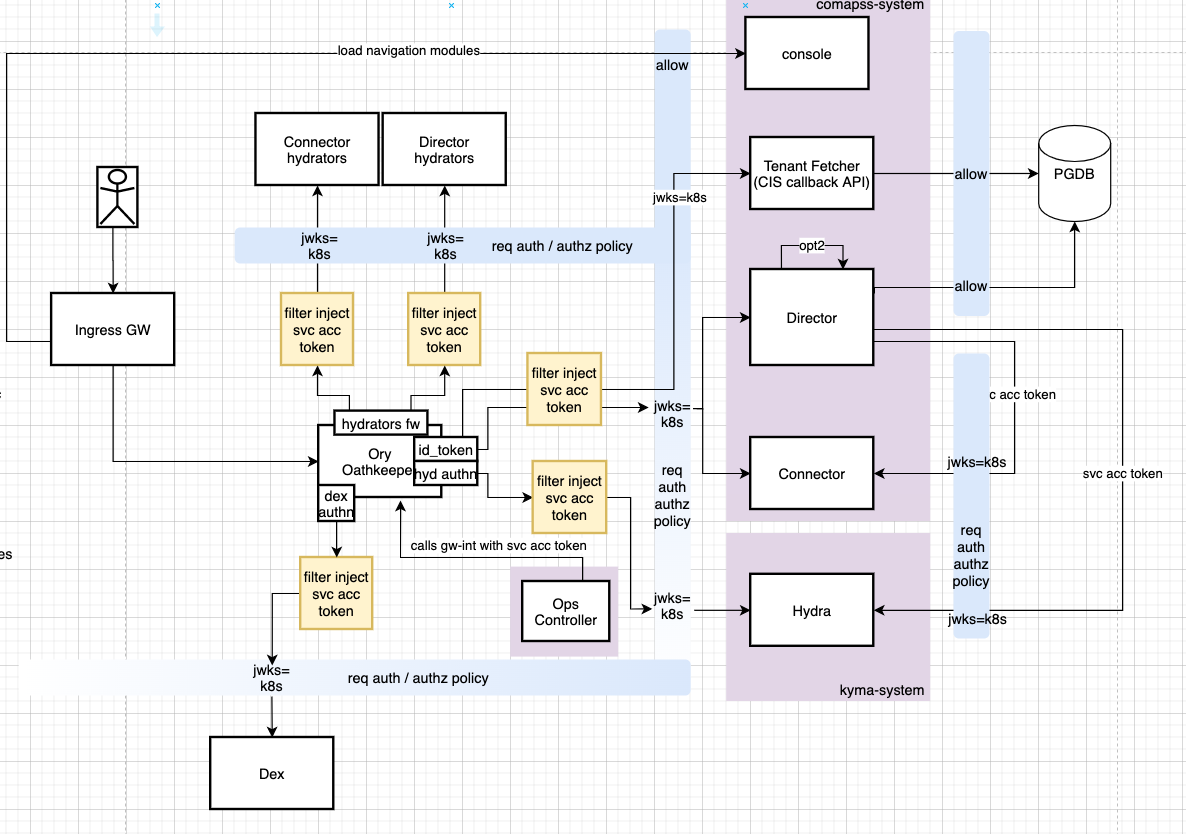 comapss-system
load navigation modules
allow
console
Connector
hydrators
Director
hydrators
Tenant Fetcher
(CIS callback API)
allow
PGDB
jwks=k8s
jwks=
k8s
jwks=
k8s
req auth / authz policy
opt2
allow
Ingress GW
filter inject
svc acc
token
filter inject
svc acc
token
Director
filter inject
svc acc
token
c acc token
jwks=
k8s
hydrators fw
Ory
Oathkeepe
id_token
hyd authn
dex
authn
req
auth
authz
policy
Connector
jwks=k8s
svc acc token
filter inject
svc acc
token
calls gw-int with svc acc token
req
auth
authz
policy
es
filter inject
svc acc
token
Ops
Controller
jwks=
k8s
Hydra
jwks=k8s
jwks=
k8s
req auth / authz policy
kyma-system
Dex